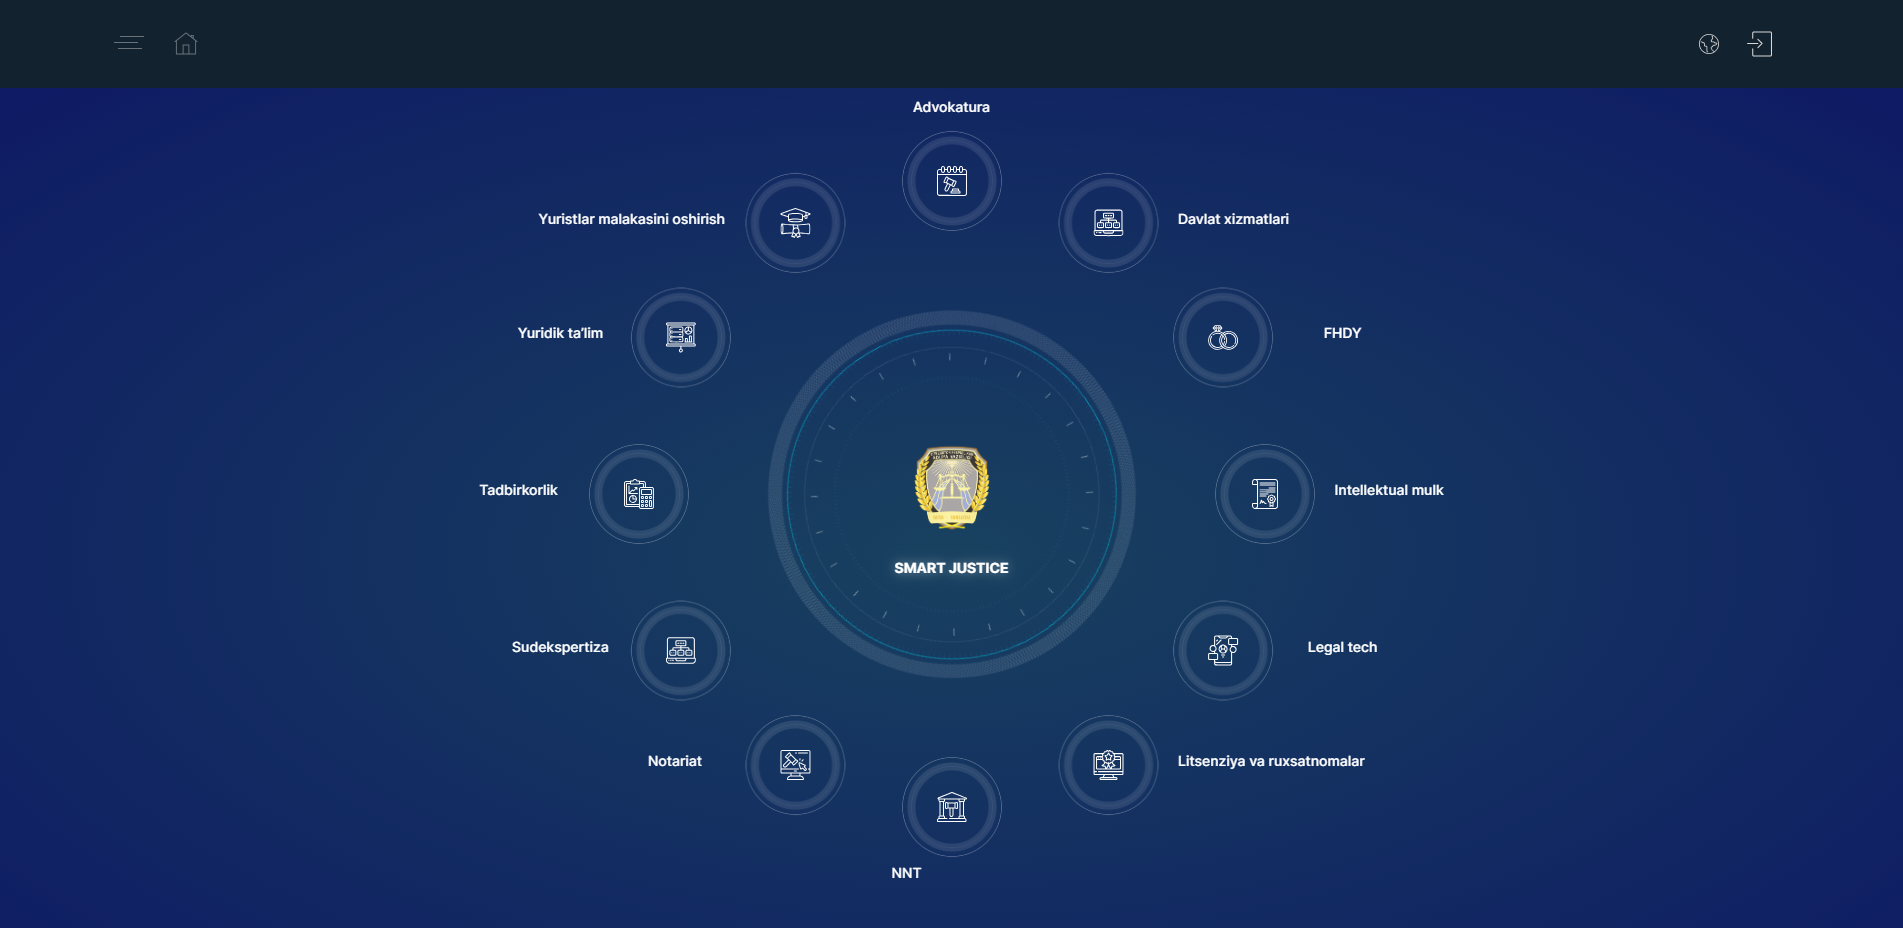 Advokatura
Yuristlar malakasini oshirish
Davlat xizmatlari
Yuridik ta'lim
FHDY
Tadbirkorlik
Intellektual mulk
SMART JUSTICE
Sudekspertiza
Legal tech
Notariat
Litsenziya va ruxsatnomalar
NNT